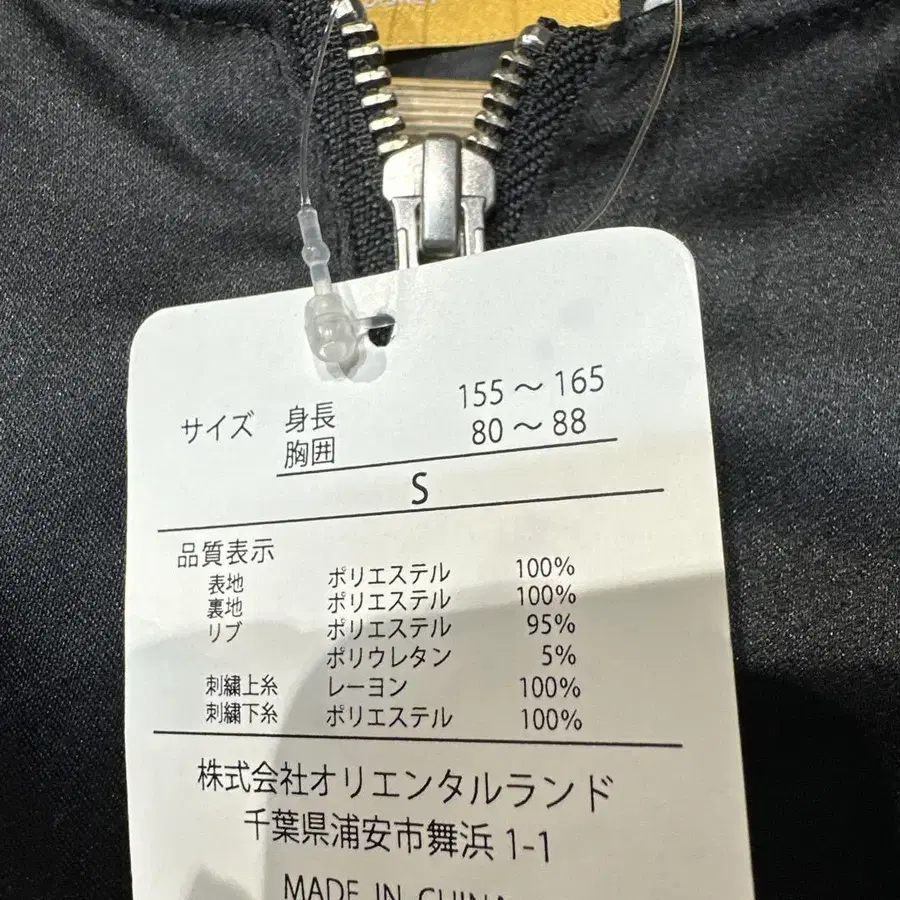 サイズ 身長 155 ～ 165
胸囲 80 ～ 88
S
品質表示
表地 ポリエステル 100%
裏地 ポリエステル 100%
リブ ポリエステル 95%
ポリウレタン 5%
刺繍上糸 レーヨン 100%
刺繍下糸 ポリエステル 100%
株式会社オリエンタルランド
千葉県浦安市舞浜 1-1
MADE IN CHINA